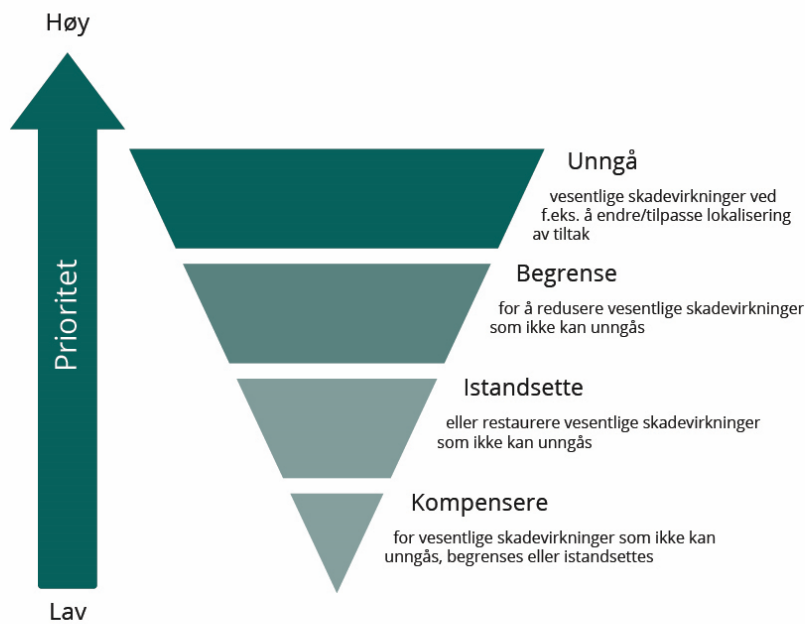 Høy
Prioritet
Unngå
vesentlige skadevirkninger ved
f.eks. å endre/tilpasse lokalisering
av tiltak
Begrense
for å redusere vesentlige skadevirkninger
som ikke kan unngås
Istandsette
eller restaurere vesentlige skadevirkninger
som ikke kan unngås
Kompensere
for vesentlige skadevirkninger som ikke kan
unngås, begrenses eller istandsettes
Lav